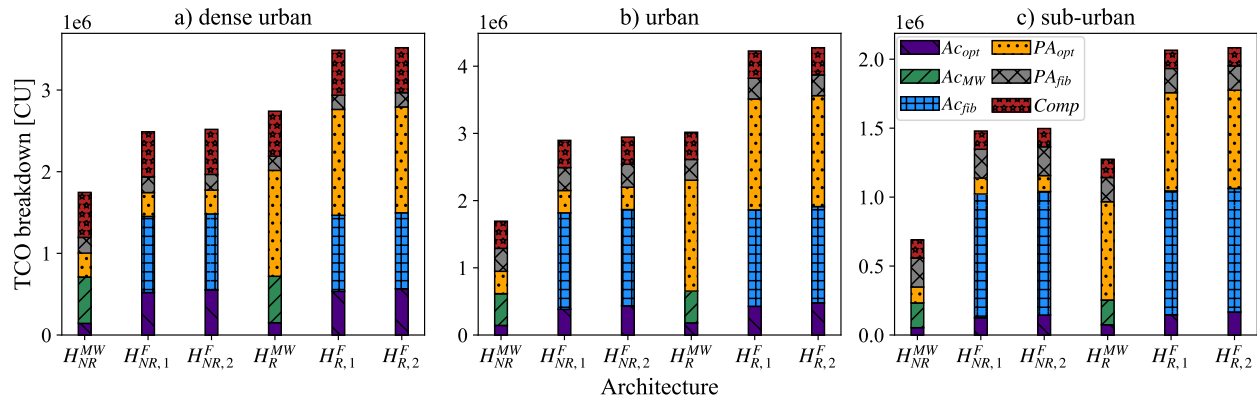 a) dense urban
b) urban
c) sub-urban
1e6
1e6
1e6
TCO breakdown [CU]
3
2
1
0
4
3
2
1
0
2.0
1.5
1.0
0.5
0.0
Ac_opt
Ac_MW
Ac_fib
PA_opt
PA_fib
Comp
H_NR^MW H_NR,1^F H_NR,2^F H_R^MW H_R,1^F H_R,2^F
H_NR^MW H_NR,1^F H_NR,2^F H_R^MW H_R,1^F H_R,2^F
H_NR^MW H_NR,1^F H_NR,2^F H_R^MW H_R,1^F H_R,2^F
Architecture